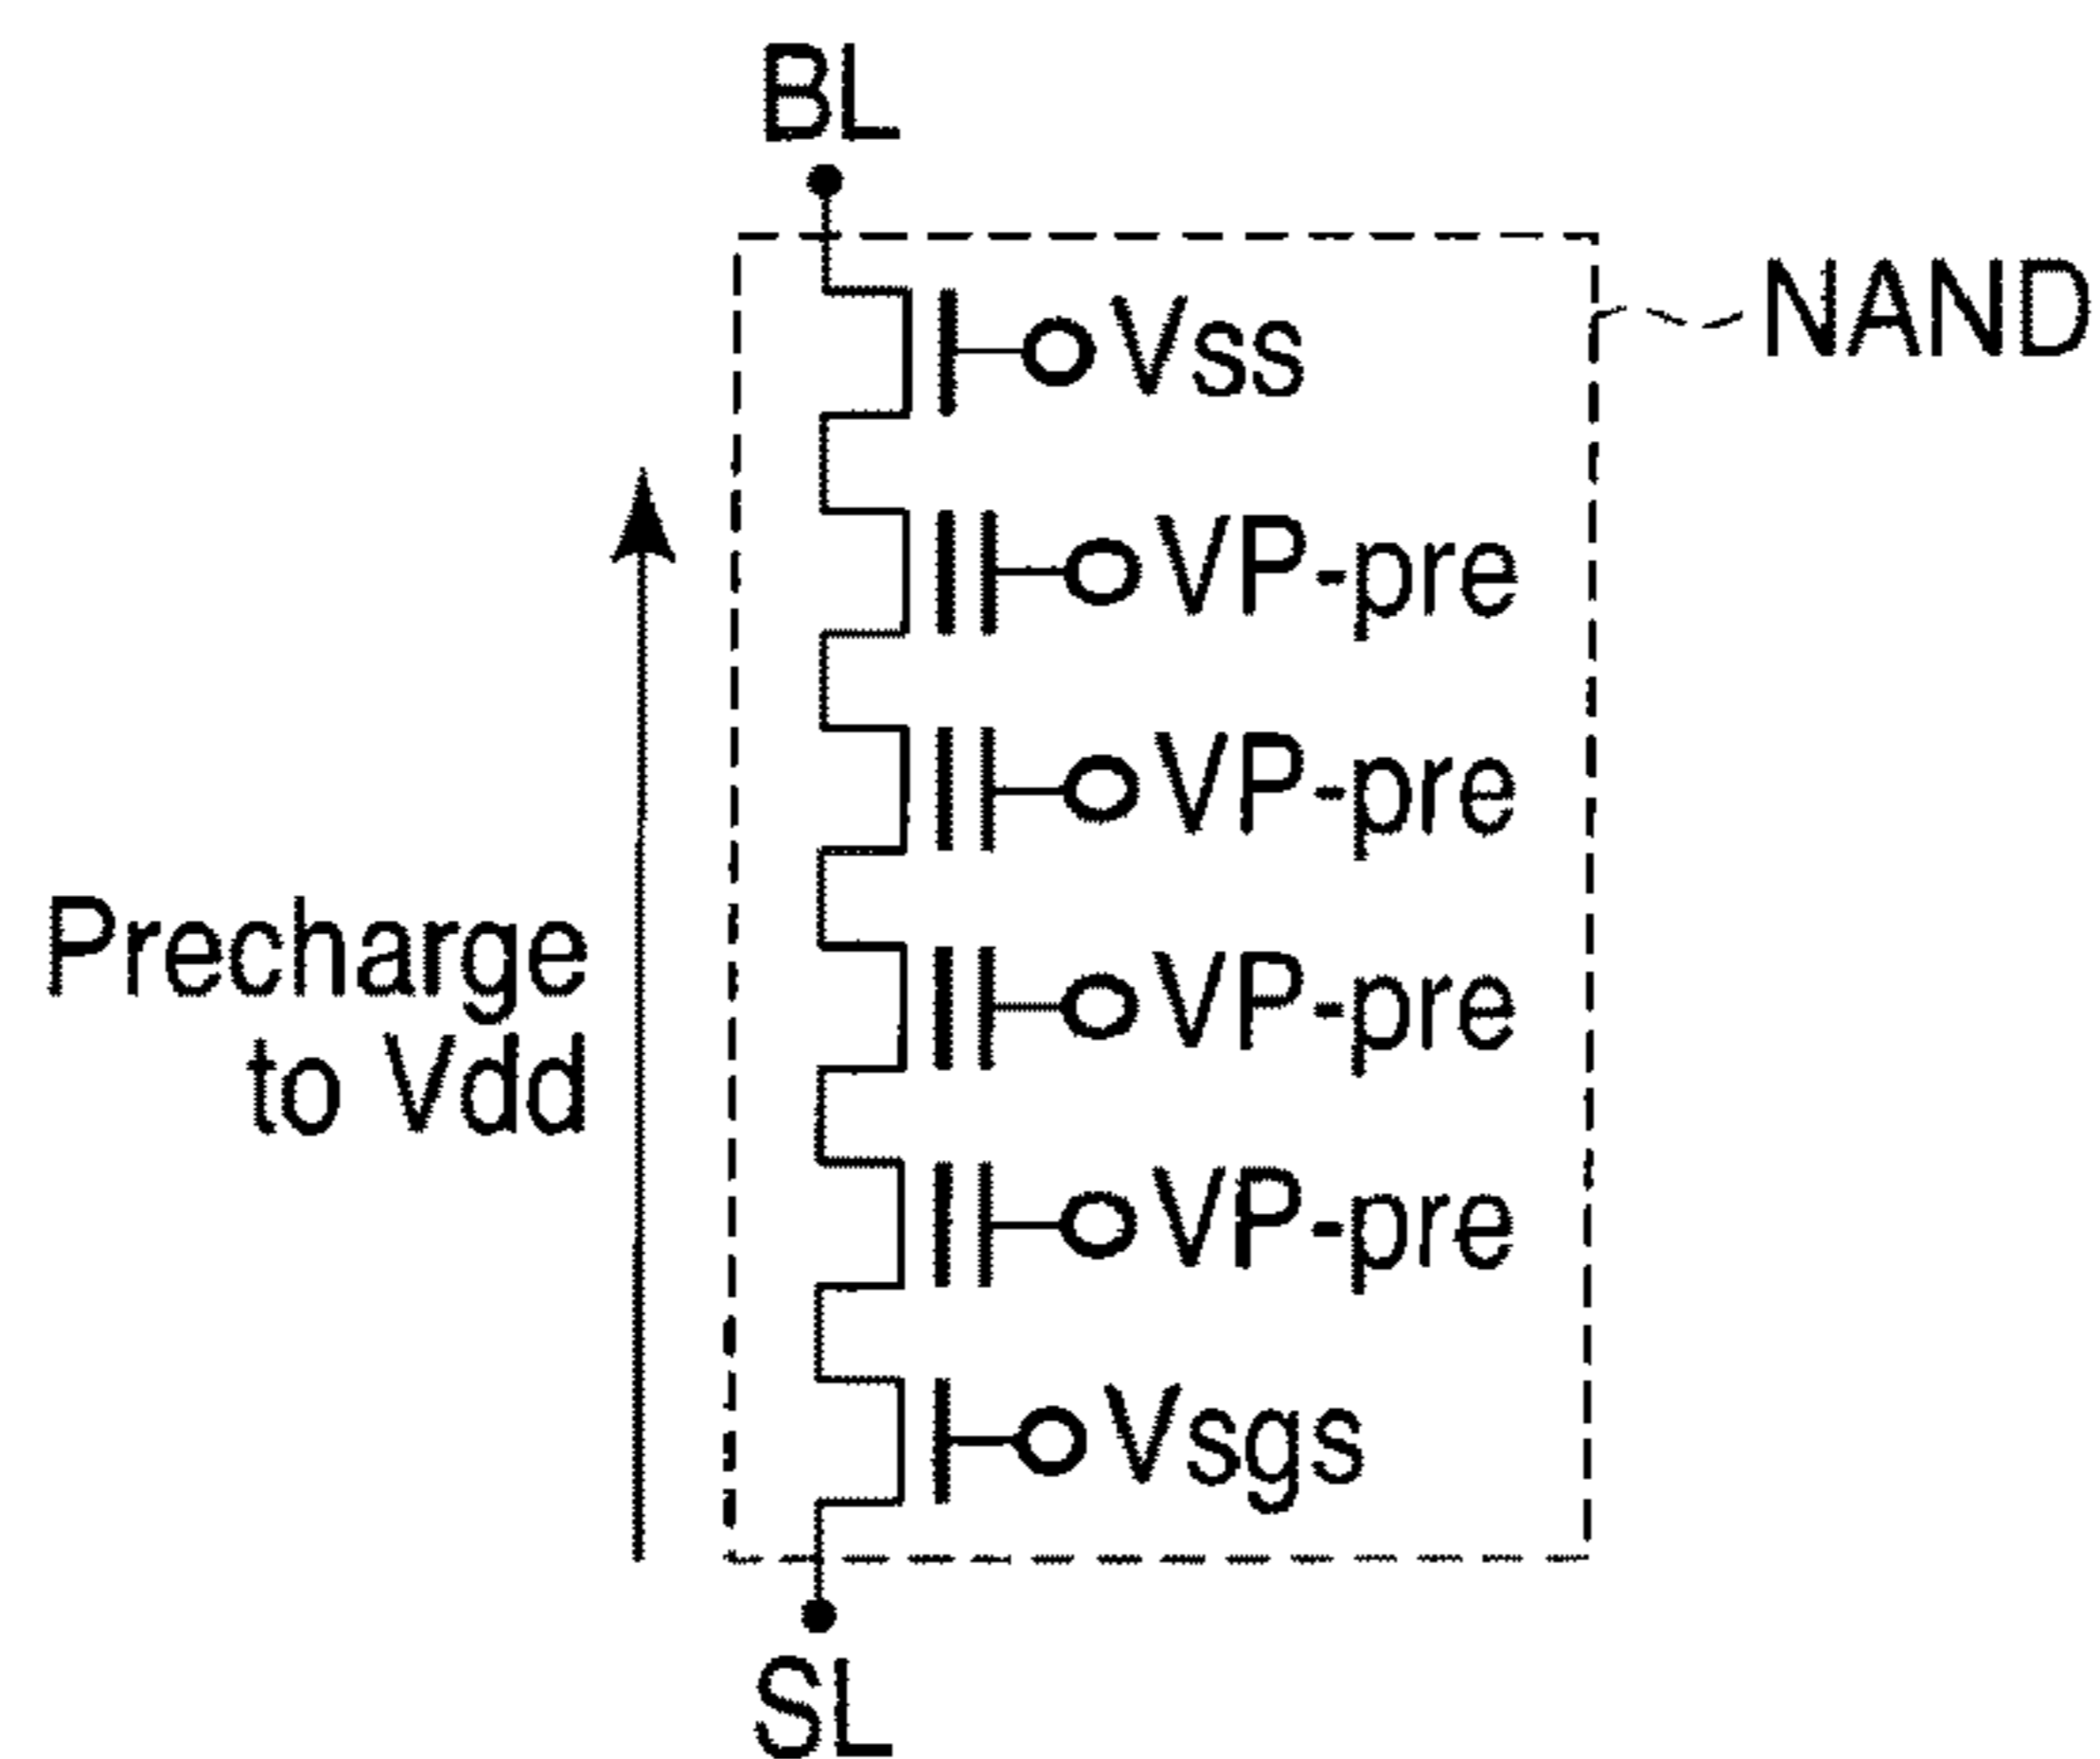 BL
Vss
NAND
VP-pre
VP-pre
Precharge
to Vdd
VP-pre
VP-pre
Vsgs
SL